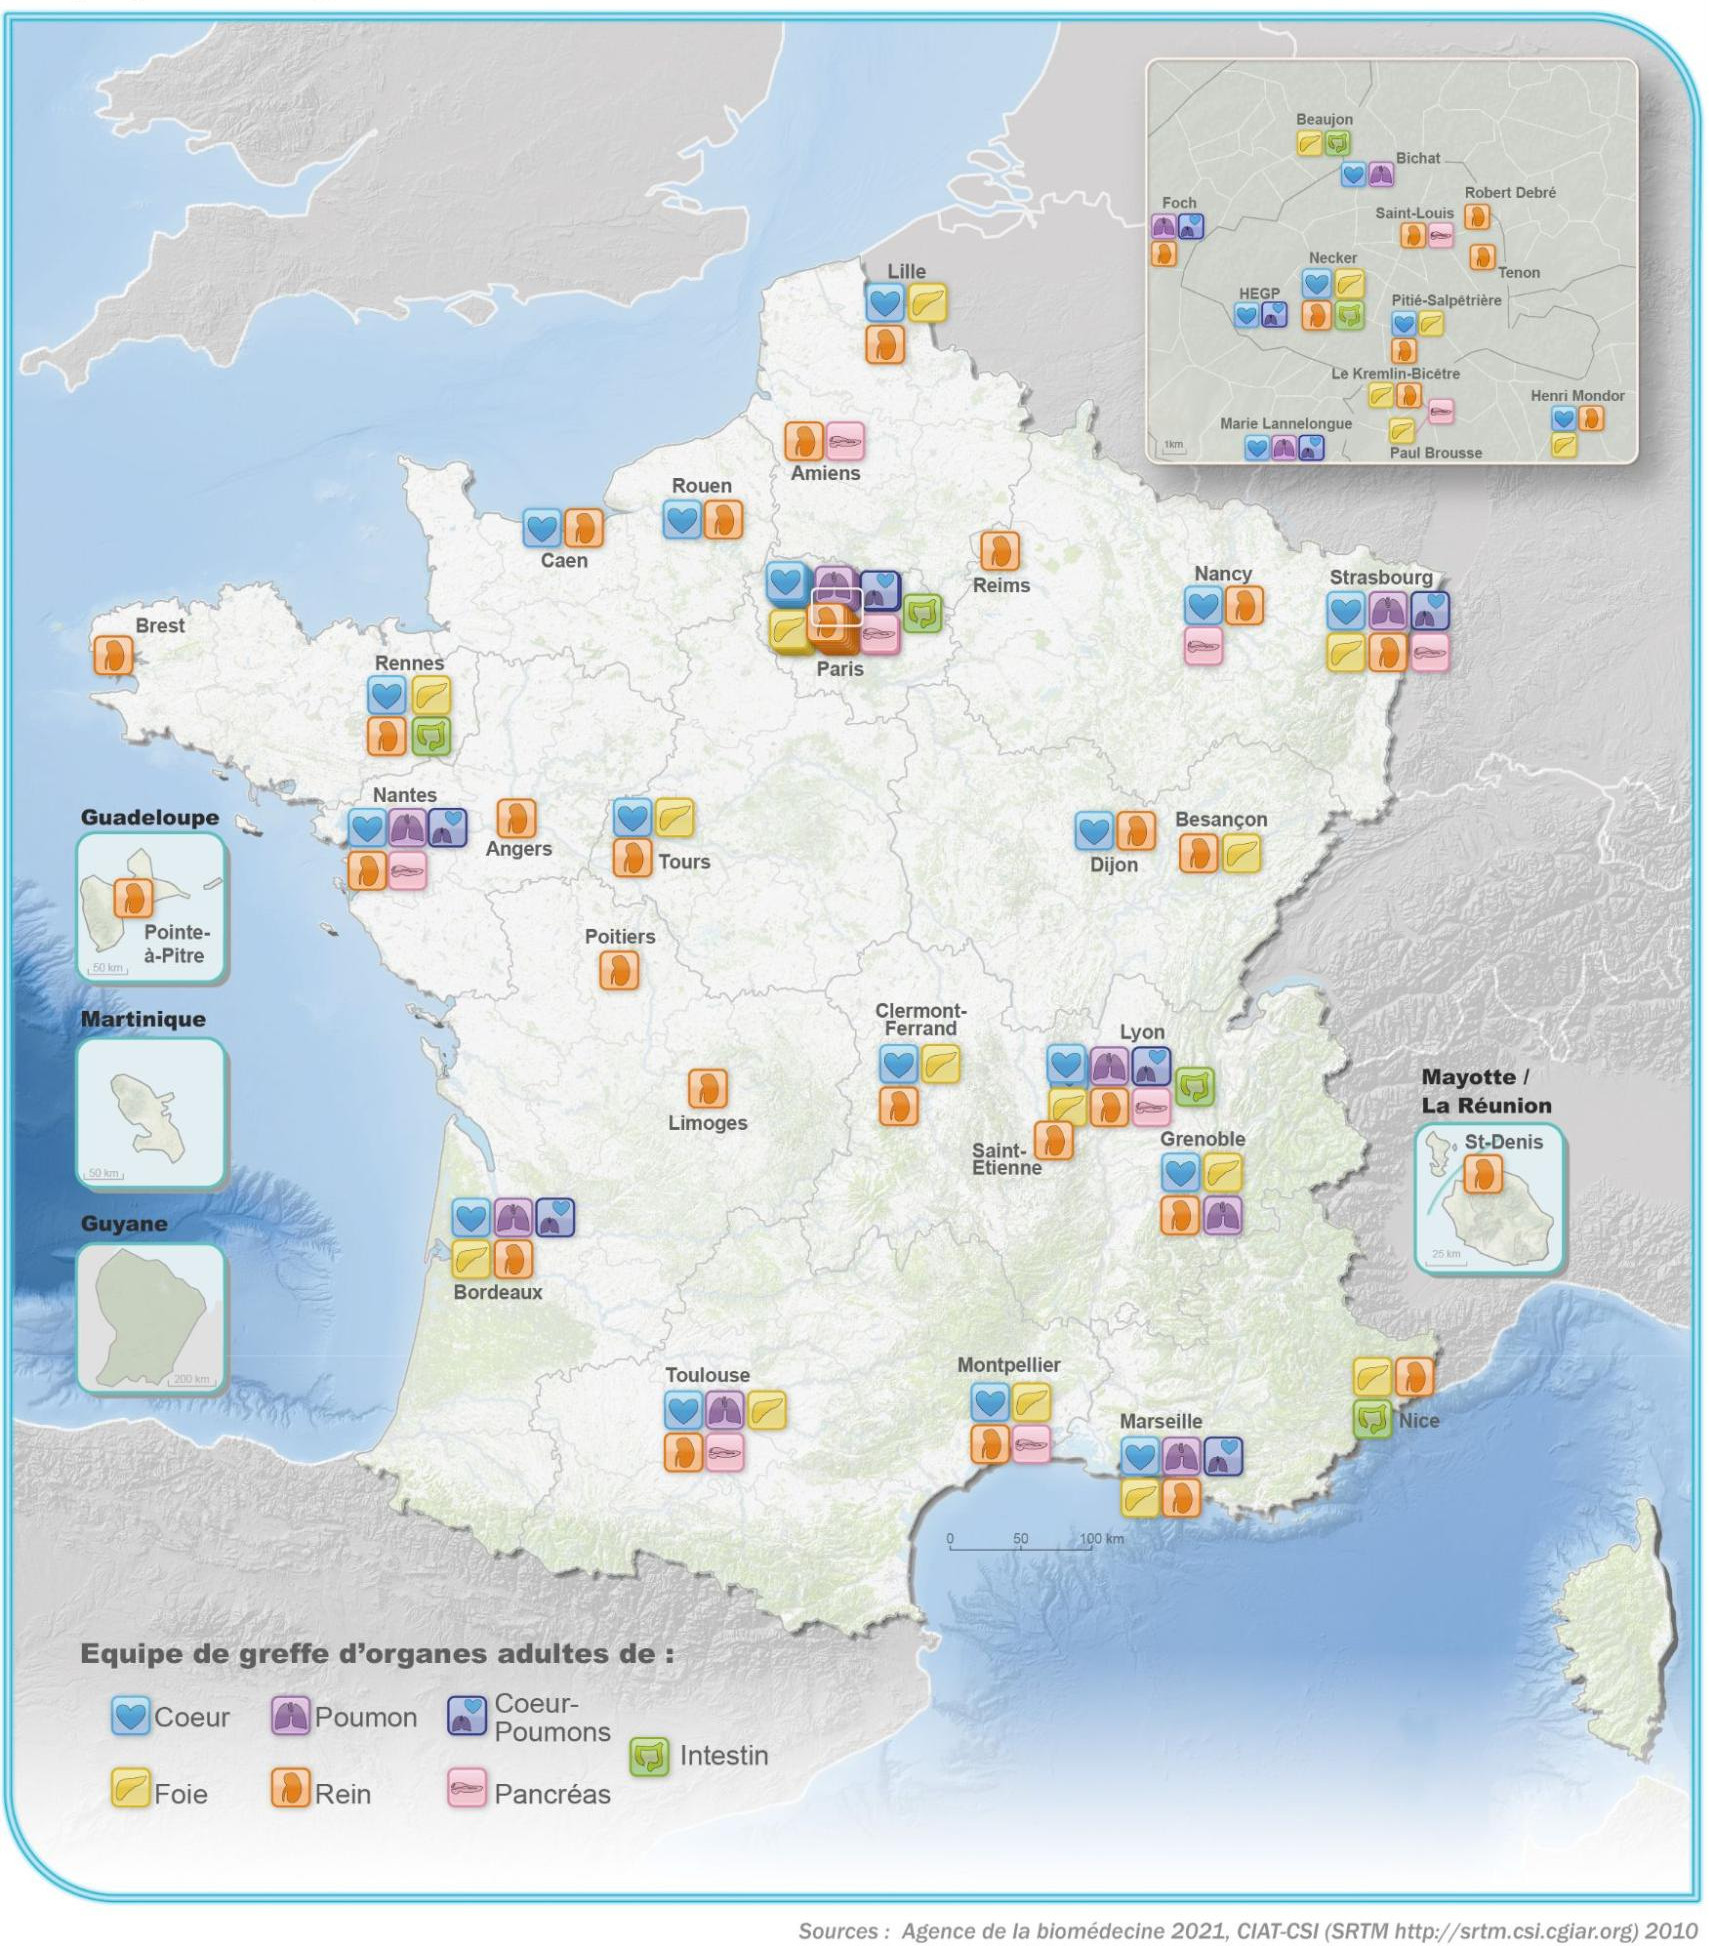 Beaujon
Bichat
Robert Debré
Foch
Saint-Louis
Necker
Tenon
HEGP
Pitié-Salpétrière
Le Kremlin-Bicétre
Henri Mondor
Marie Lannelongue
1km
Paul Brousse
Lille
Amiens
Rouen
Caen
Reims
Nancy
Strasbourg
Brest
Rennes
Paris
Nantes
Angers
Tours
Dijon
Besançon
Guadeloupe
Pointe-
à-Pitre
50 km
Poitiers
Martinique
50 km
Clermont-
Ferrand
Lyon
Limoges
Saint-
Etienne
Grenoble
Mayotte /
La Réunion
St-Denis
25 km
Guyane
200 km
Bordeaux
Toulouse
Montpellier
Marseille
Nice
0 50 100 km
Equipe de greffe d’organes adultes de :
Coeur
Poumon
Coeur-
Poumons
Intestin
Foie
Rein
Pancréas
Sources : Agence de la biomédecine 2021, CIAT-CSI (SRTM http://srtm.csi.cgiar.org) 2010